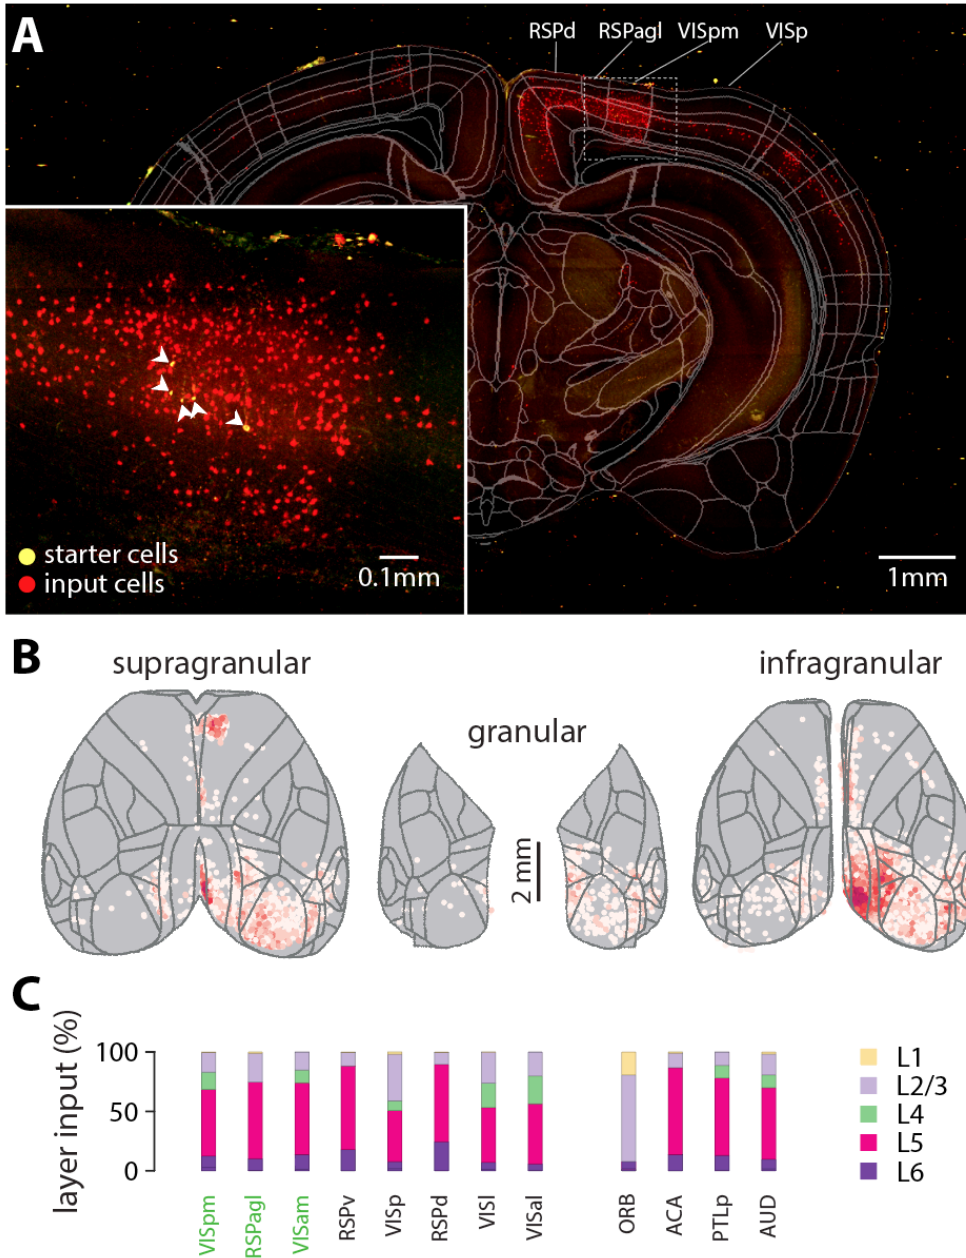 A
RSPd RSPagl VISpm VISp
starter cells
input cells
0.1mm
1mm
B
supragranular
granular
infragranular
2 mm
C
layer input (%)
100
50
0
VISpm RSPagl VISam RSPv VISp RSPd VISl VISal ORB ACA PTLp AUD
L1
L2/3
L4
L5
L6